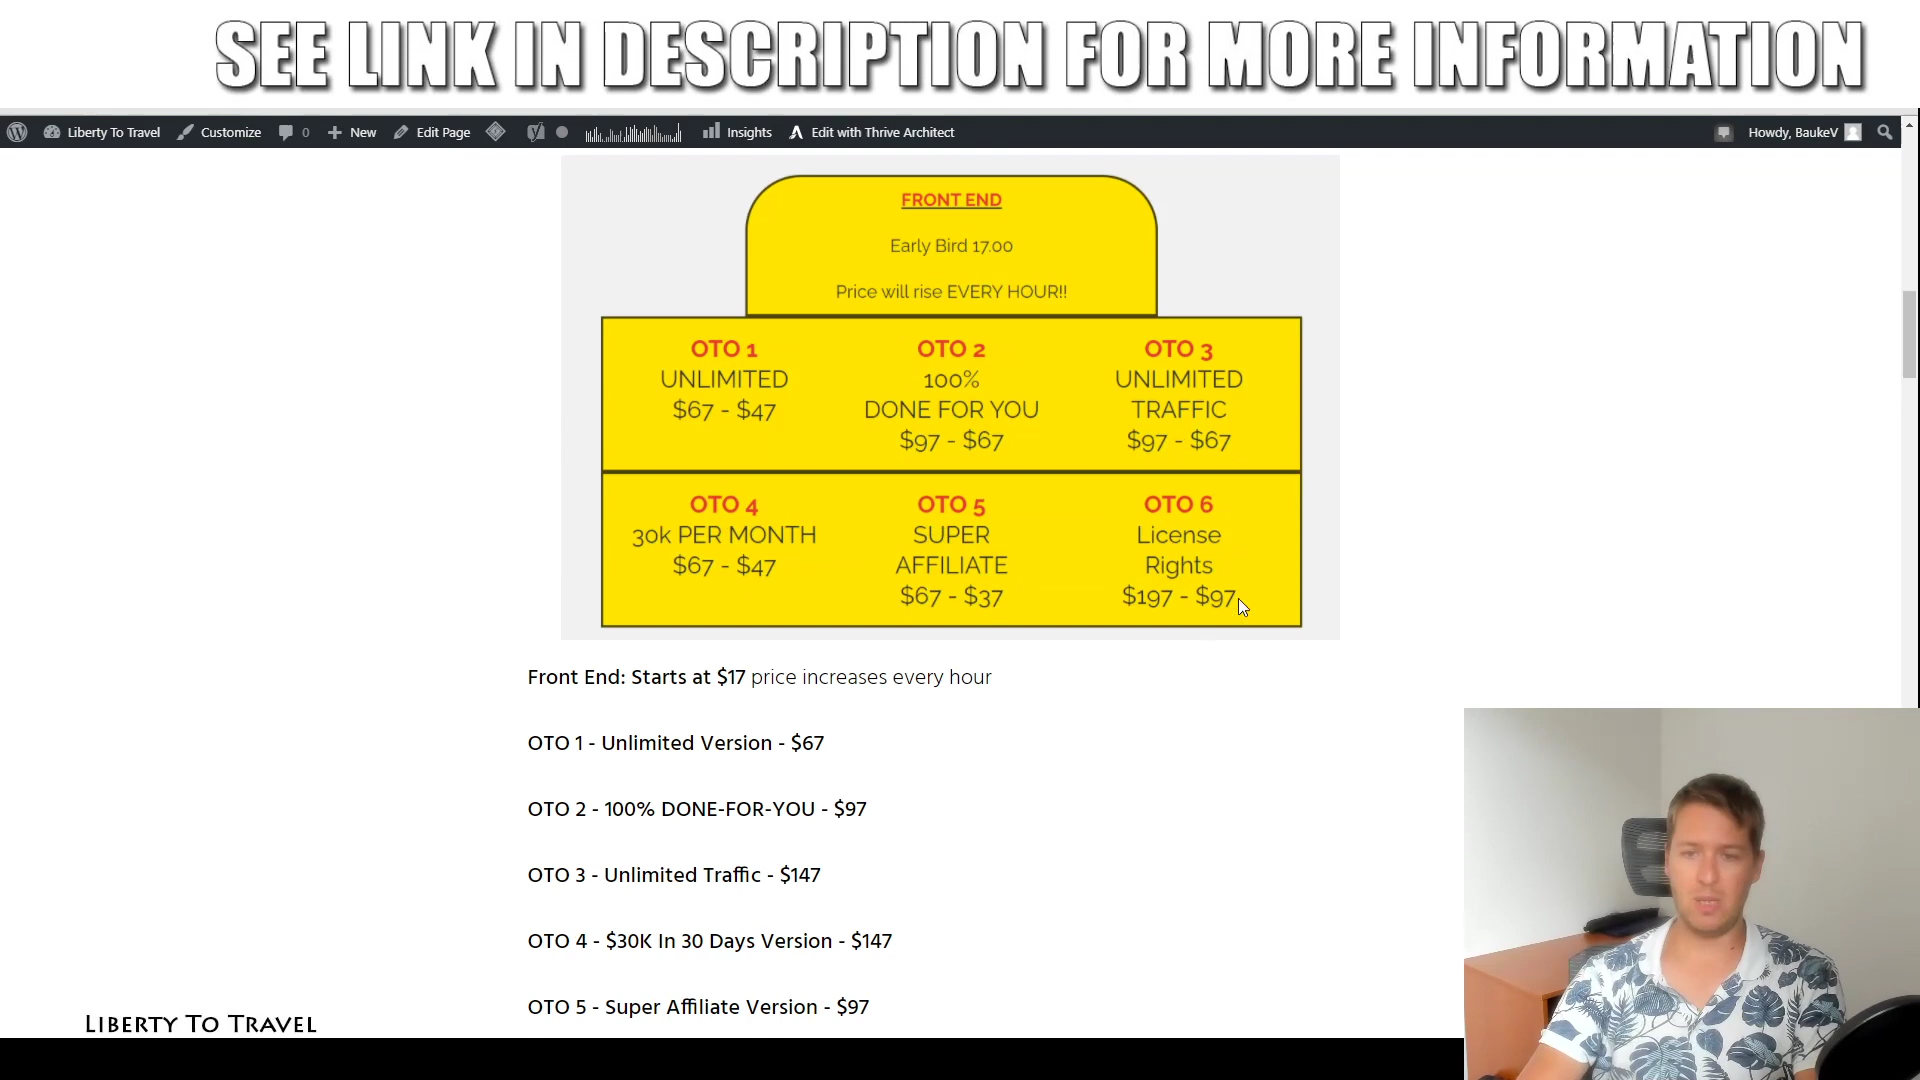 SEE LINK IN DESCRIPTION FOR MORE INFORMATION
Liberty To Travel Customize 0 New Edit Page Insights Edit with Thrive Architect Howdy, BaukeV
FRONT END
Early Bird 17.00
Price will rise EVERY HOUR!!
OTO 1
UNLIMITED
$67 - $47
OTO 2
100%
DONE FOR YOU
$97 - $67
OTO 3
UNLIMITED
TRAFFIC
$97 - $67
OTO 4
30k PER MONTH
$67 - $47
OTO 5
SUPER
AFFILIATE
$67 - $37
OTO 6
License
Rights
$197 - $97
Front End: Starts at $17 price increases every hour
OTO 1 - Unlimited Version - $67
OTO 2 - 100% DONE-FOR-YOU - $97
OTO 3 - Unlimited Traffic - $147
OTO 4 - $30K In 30 Days Version - $147
OTO 5 - Super Affiliate Version - $97
LIBERTY TO TRAVEL